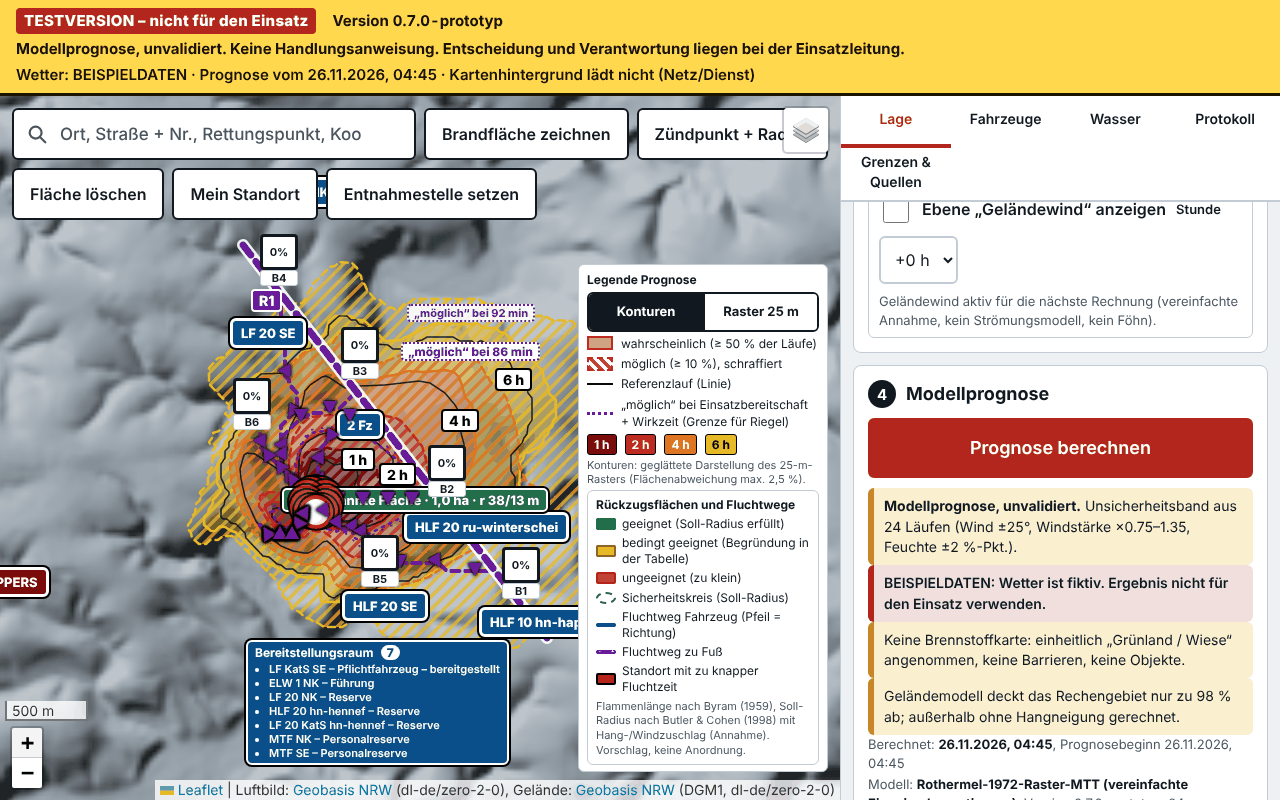 TESTVERSION – nicht für den Einsatz Version 0.7.0-prototyp
Modellprognose, unvalidiert. Keine Handlungsanweisung. Entscheidung und Verantwortung liegen bei der Einsatzleitung.
Wetter: BEISPIELDATEN · Prognose vom 26.11.2026, 04:45 · Kartenhintergrund lädt nicht (Netz/Dienst)
Ort, Straße + Nr., Rettungspunkt, Koo
Brandfläche zeichnen
Zündpunkt + Rad
Fläche löschen
Mein Standort
Entnahmestelle setzen
0%
B4
R1
LF 20 SE
„möglich“ bei 92 min
0%
B3
„möglich“ bei 86 min
6 h
0%
B6
2 Fz
4 h
1 h
2 h
0%
B2
Fläche · 1,0 ha · r 38/13 m
HLF 20 ru-winterschei
0%
B5
0%
B1
PPERS
HLF 20 SE
HLF 10 hn-hap
Bereitstellungsraum 7
LF KatS SE – Pflichtfahrzeug – bereitgestellt
ELW 1 NK – Führung
LF 20 NK – Reserve
HLF 20 hn-hennef – Reserve
LF 20 KatS hn-hennef – Reserve
MTF NK – Personalreserve
MTF SE – Personalreserve
500 m
+
−
Leaflet | Luftbild: Geobasis NRW (dl-de/zero-2-0), Gelände: Geobasis NRW (DGM1, dl-de/zero-2-0)
Legende Prognose
Konturen
Raster 25 m
wahrscheinlich (≥ 50 % der Läufe)
möglich (≥ 10 %), schraffiert
Referenzlauf (Linie)
„möglich“ bei Einsatzbereitschaft
+ Wirkzeit (Grenze für Riegel)
1 h 2 h 4 h 6 h
Konturen: geglättete Darstellung des 25-m-
Rasters (Flächenabweichung max. 2,5 %).
Rückzugsflächen und Fluchtwege
geeignet (Soll-Radius erfüllt)
bedingt geeignet (Begründung in
der Tabelle)
ungeeignet (zu klein)
Sicherheitskreis (Soll-Radius)
Fluchtweg Fahrzeug (Pfeil =
Richtung)
Fluchtweg zu Fuß
Standort mit zu knapper
Fluchtzeit
Flammenlänge nach Byram (1959), Soll-
Radius nach Butler & Cohen (1998) mit
Hang-/Windzuschlag (Annahme).
Vorschlag, keine Anordnung.
Lage
Fahrzeuge
Wasser
Protokoll
Grenzen &
Quellen
Ebene „Geländewind“ anzeigen Stunde
+0 h
Geländewind aktiv für die nächste Rechnung (vereinfachte
Annahme, kein Strömungsmodell, kein Föhn).
4 Modellprognose
Prognose berechnen
Modellprognose, unvalidiert. Unsicherheitsband aus
24 Läufen (Wind ±25°, Windstärke ×0.75–1.35,
Feuchte ±2 %-Pkt.).
BEISPIELDATEN: Wetter ist fiktiv. Ergebnis nicht für
den Einsatz verwenden.
Keine Brennstoffkarte: einheitlich „Grünland / Wiese“
angenommen, keine Barrieren, keine Objekte.
Geländemodell deckt das Rechengebiet nur zu 98 %
ab; außerhalb ohne Hangneigung gerechnet.
Berechnet: 26.11.2026, 04:45, Prognosebeginn 26.11.2026,
04:45
Modell: Rothermel-1972-Raster-MTT (vereinfachte